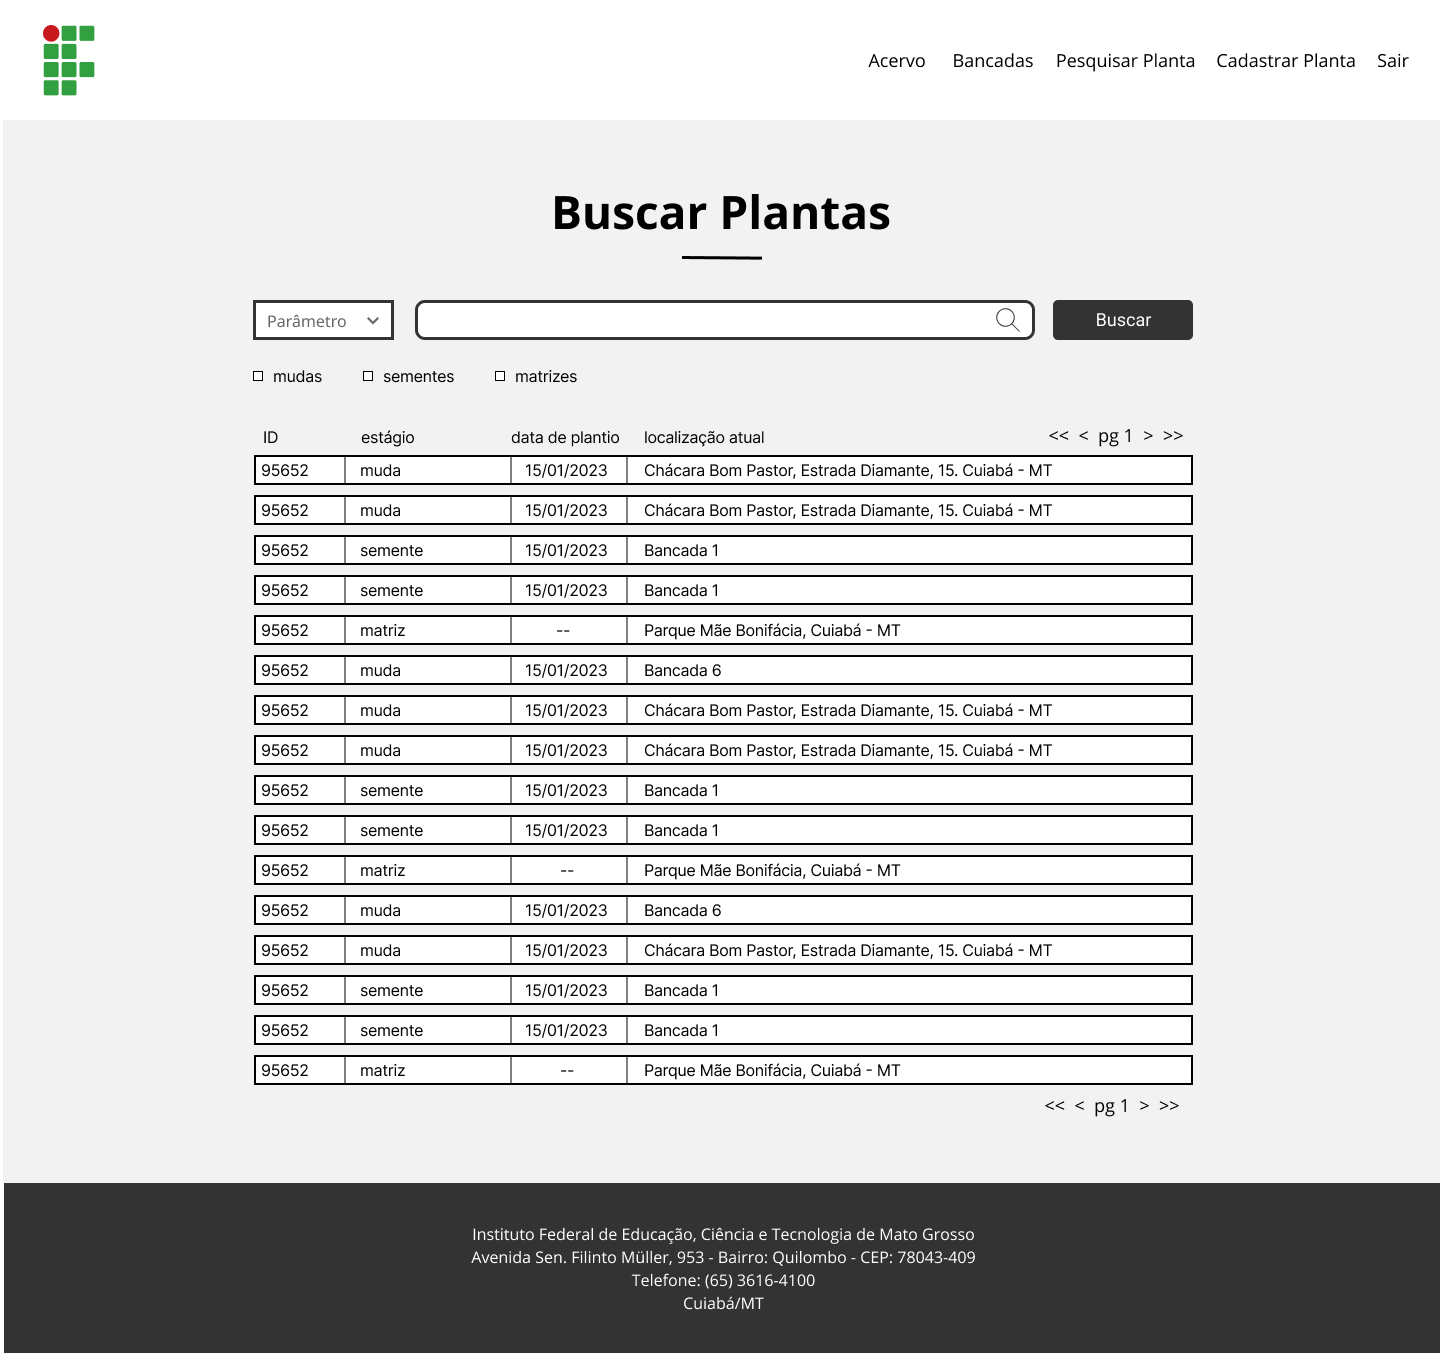 Acervo Bancadas Pesquisar Planta Cadastrar Planta Sair
Buscar Plantas
Parâmetro Buscar
mudas sementes matrizes
ID estágio data de plantio localização atual << < pg 1 > >>
95652 muda 15/01/2023 Chácara Bom Pastor, Estrada Diamante, 15. Cuiabá - MT
95652 muda 15/01/2023 Chácara Bom Pastor, Estrada Diamante, 15. Cuiabá - MT
95652 semente 15/01/2023 Bancada 1
95652 semente 15/01/2023 Bancada 1
95652 matriz -- Parque Mãe Bonifácia, Cuiabá - MT
95652 muda 15/01/2023 Bancada 6
95652 muda 15/01/2023 Chácara Bom Pastor, Estrada Diamante, 15. Cuiabá - MT
95652 muda 15/01/2023 Chácara Bom Pastor, Estrada Diamante, 15. Cuiabá - MT
95652 semente 15/01/2023 Bancada 1
95652 semente 15/01/2023 Bancada 1
95652 matriz -- Parque Mãe Bonifácia, Cuiabá - MT
95652 muda 15/01/2023 Bancada 6
95652 muda 15/01/2023 Chácara Bom Pastor, Estrada Diamante, 15. Cuiabá - MT
95652 semente 15/01/2023 Bancada 1
95652 semente 15/01/2023 Bancada 1
95652 matriz -- Parque Mãe Bonifácia, Cuiabá - MT
<< < pg 1 > >>
Instituto Federal de Educação, Ciência e Tecnologia de Mato Grosso
Avenida Sen. Filinto Müller, 953 - Bairro: Quilombo - CEP: 78043-409
Telefone: (65) 3616-4100
Cuiabá/MT